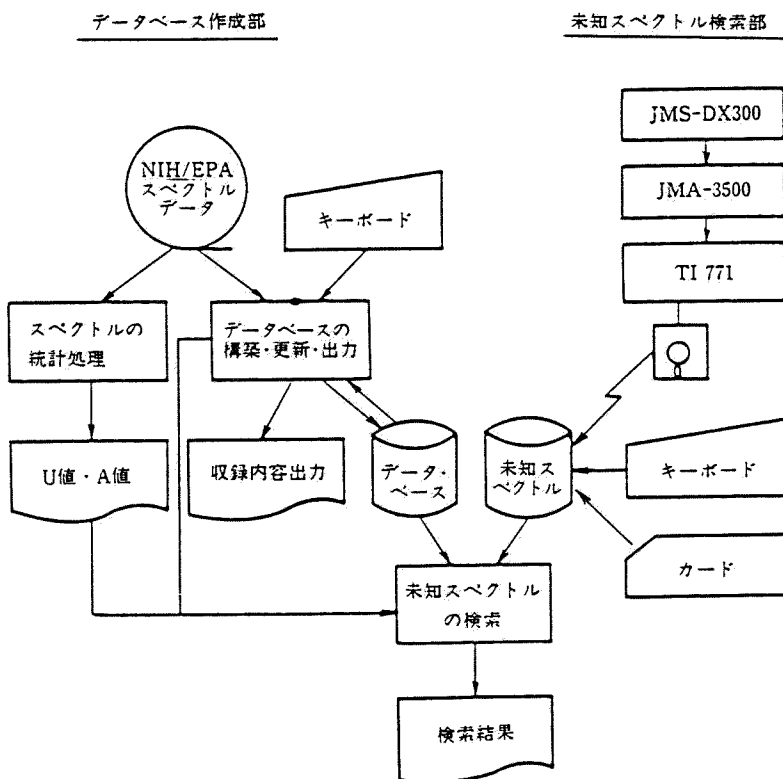 データベース作成部
未知スペクトル検索部
JMS-DX300
JMA-3500
TI 771
NIH/EPA
スペクトル
データ
キーボード
スペクトルの
統計処理
データベースの
構築・更新・出力
U値・A値
収録内容出力
データ・
ベース
未知ス
ペクトル
キーボード
カード
未知スペクトル
の検索
検索結果